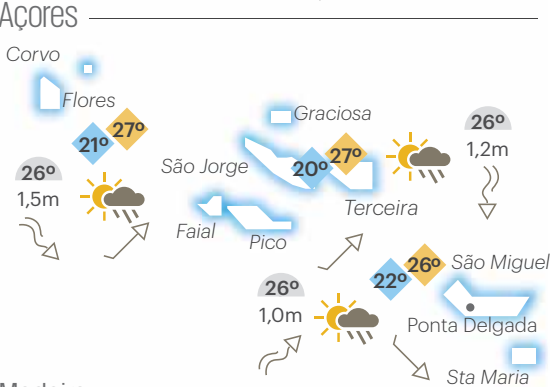 Açores
Corvo
Flores
21º 27º
26º
1,5m
Graciosa
São Jorge
20º 27º
26º
1,2m
Terceira
Faial
Pico
26º
1,0m
22º 26º
São Miguel
Ponta Delgada
Sta Maria